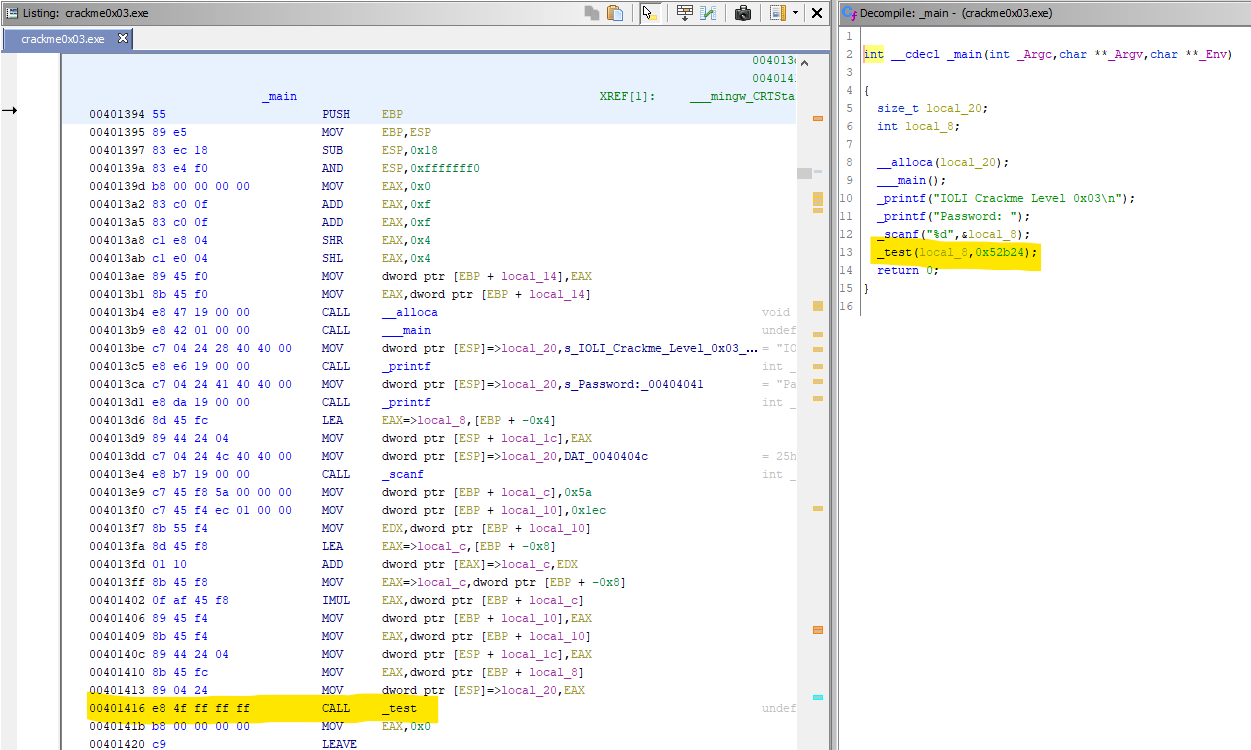 Listing: crackme0x03.exe
crackme0x03.exe
004013
004014
_main XREF[1]: ___mingw_CRTSta
00401394 55 PUSH EBP
00401395 89 e5 MOV EBP,ESP
00401397 83 ec 18 SUB ESP,0x18
0040139a 83 e4 f0 AND ESP,0xfffffff0
0040139d b8 00 00 00 00 MOV EAX,0x0
004013a2 83 c0 0f ADD EAX,0xf
004013a5 83 c0 0f ADD EAX,0xf
004013a8 c1 e8 04 SHR EAX,0x4
004013ab c1 e0 04 SHL EAX,0x4
004013ae 89 45 f0 MOV dword ptr [EBP + local_14],EAX
004013b1 8b 45 f0 MOV EAX,dword ptr [EBP + local_14]
004013b4 e8 47 19 00 00 CALL __alloca void
004013b9 e8 42 01 00 00 CALL ___main undef
004013be c7 04 24 28 40 40 00 MOV dword ptr [ESP]=>local_20,s_IOLI_Crackme_Level_0x03_... = "IO
004013c5 e8 e6 19 00 00 CALL _printf int _
004013ca c7 04 24 41 40 40 00 MOV dword ptr [ESP]=>local_20,s_Password:_00404041 = "Pa
004013d1 e8 da 19 00 00 CALL _printf int _
004013d6 8d 45 fc LEA EAX=>local_8,[EBP + -0x4]
004013d9 89 44 24 04 MOV dword ptr [ESP + local_1c],EAX
004013dd c7 04 24 4c 40 40 00 MOV dword ptr [ESP]=>local_20,DAT_0040404c = 25h
004013e4 e8 b7 19 00 00 CALL _scanf int _
004013e9 c7 45 f8 5a 00 00 00 MOV dword ptr [EBP + local_c],0x5a
004013f0 c7 45 f4 ec 01 00 00 MOV dword ptr [EBP + local_10],0x1ec
004013f7 8b 55 f4 MOV EDX,dword ptr [EBP + local_10]
004013fa 8d 45 f8 LEA EAX=>local_c,[EBP + -0x8]
004013fd 01 10 ADD dword ptr [EAX]=>local_c,EDX
004013ff 8b 45 f8 MOV EAX=>local_c,dword ptr [EBP + -0x8]
00401402 0f af 45 f8 IMUL EAX,dword ptr [EBP + local_c]
00401406 89 45 f4 MOV dword ptr [EBP + local_10],EAX
00401409 8b 45 f4 MOV EAX,dword ptr [EBP + local_10]
0040140c 89 44 24 04 MOV dword ptr [ESP + local_1c],EAX
00401410 8b 45 fc MOV EAX,dword ptr [EBP + local_8]
00401413 89 04 24 MOV dword ptr [ESP]=>local_20,EAX
00401416 e8 4f ff ff ff CALL _test undef
0040141b b8 00 00 00 00 MOV EAX,0x0
00401420 c9 LEAVE
Decompile: _main - (crackme0x03.exe)
1
2 int __cdecl _main(int _Argc,char **_Argv,char **_Env)
3
4 {
5 size_t local_20;
6 int local_8;
7
8 __alloca(local_20);
9 ___main();
10 _printf("IOLI Crackme Level 0x03\n");
11 _printf("Password: ");
12 _scanf("%d",&local_8);
13 _test(local_8,0x52b24);
14 return 0;
15 }
16